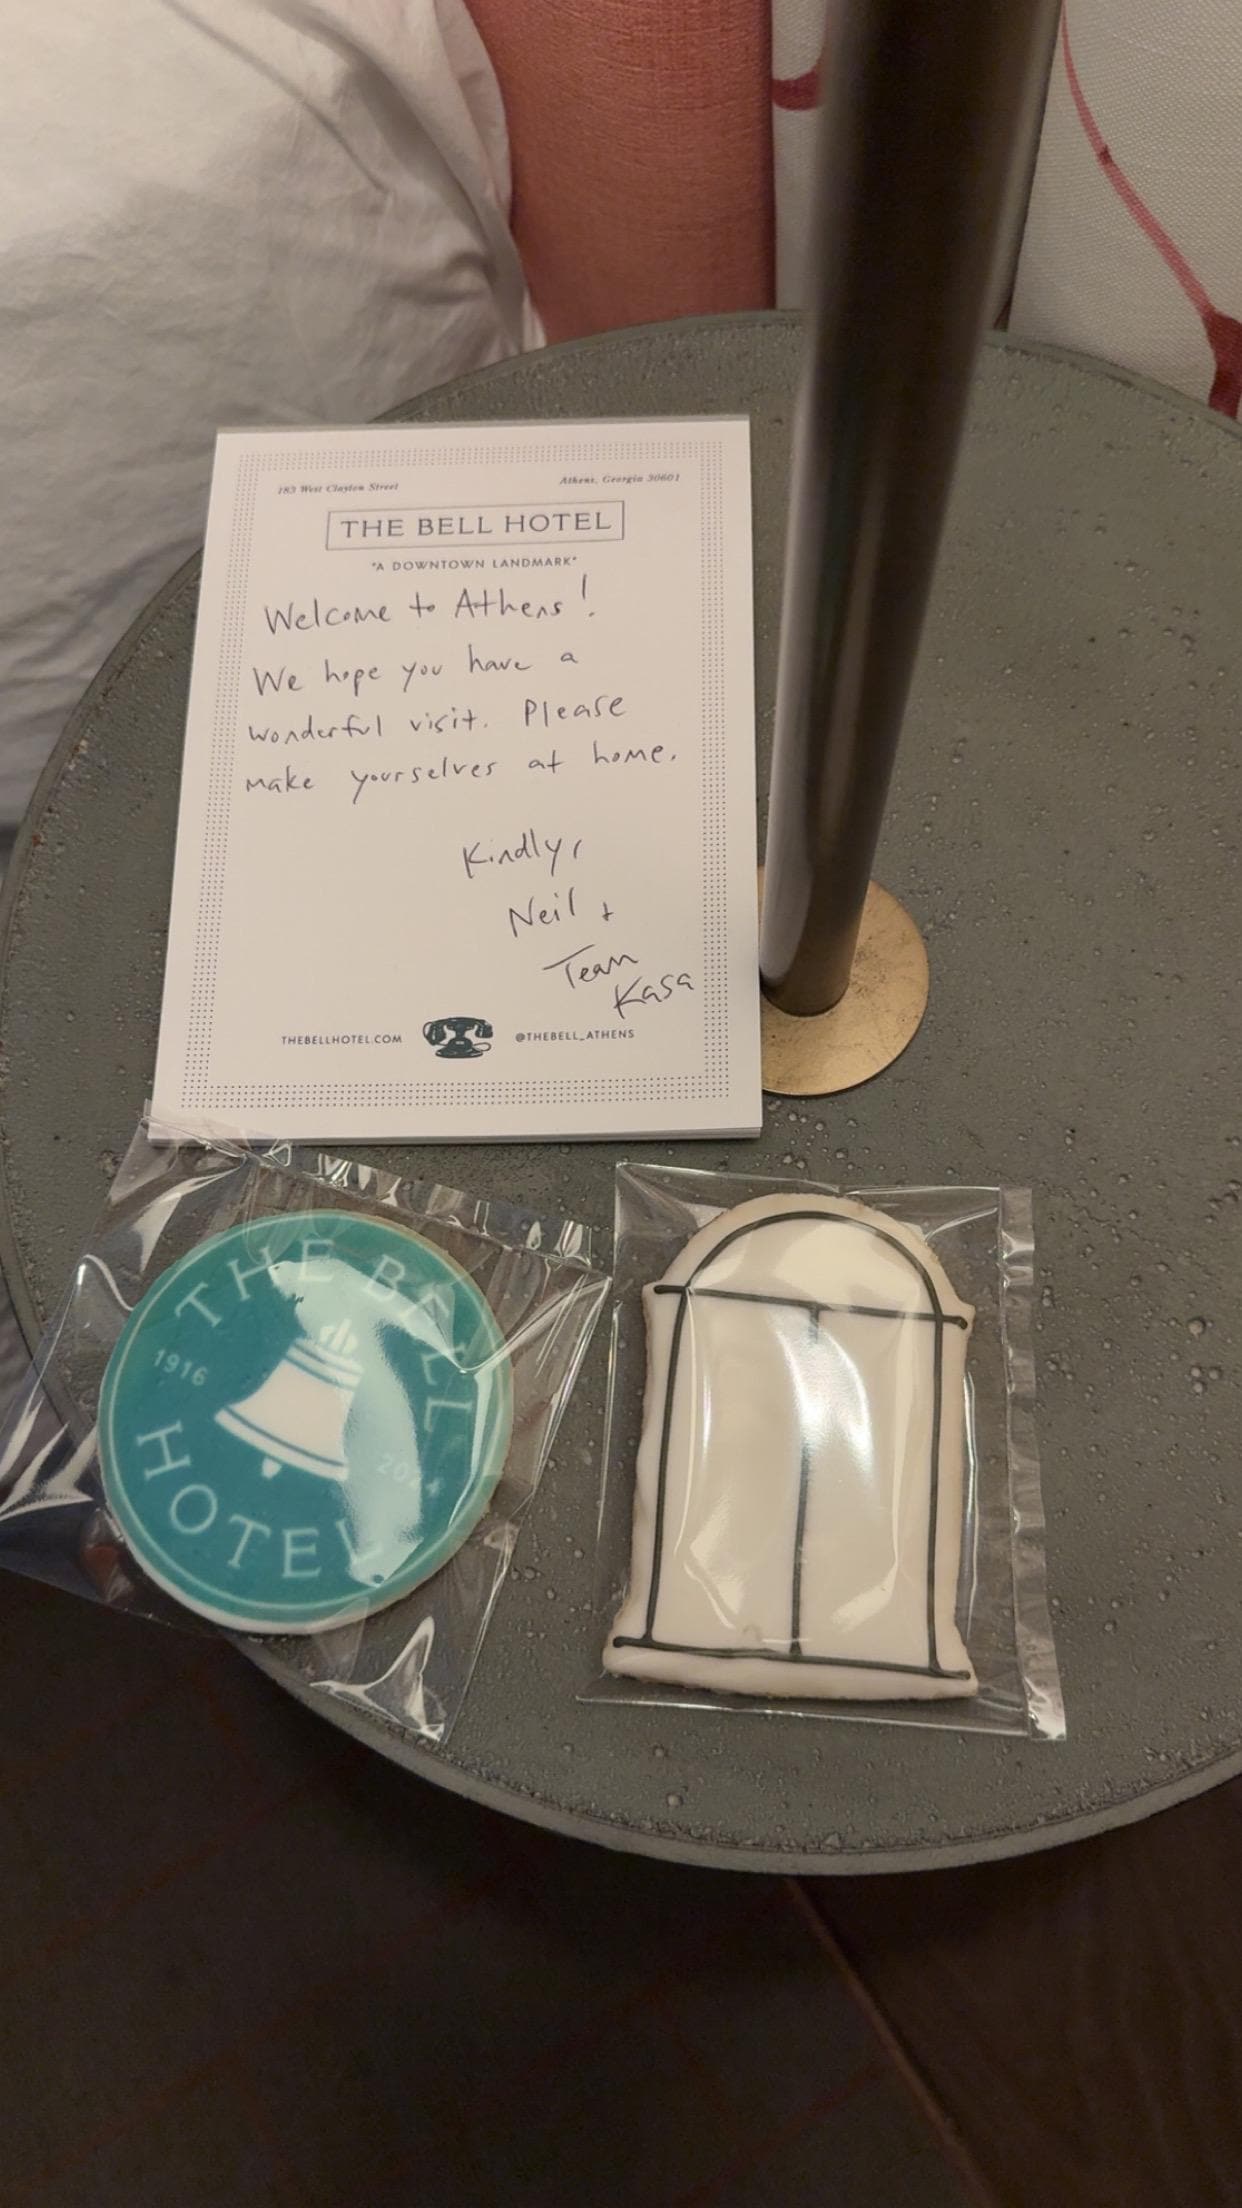 183 West Clayton Street
Athens, Georgia 30601
THE BELL HOTEL
"A DOWNTOWN LANDMARK"
Welcome to Athens!
We hope you have a
wonderful visit. Please
make yourselves at home.
Kindly,
Neil +
Team
Kasa
THEBELLHOTEL.COM
@THEBELL_ATHENS
THE BELL
1916
2024
HOTEL